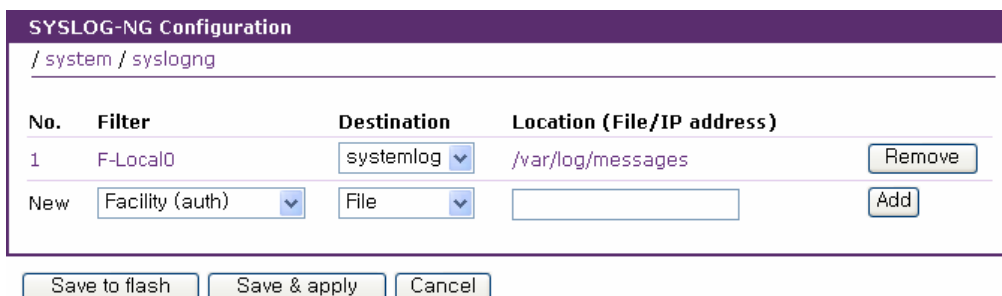 SYSLOG-NG Configuration
/ system / syslogng
No. Filter Destination Location (File/IP address)
1 F-Local0 systemlog /var/log/messages Remove
New Facility (auth) File Add
Save to flash Save & apply Cancel